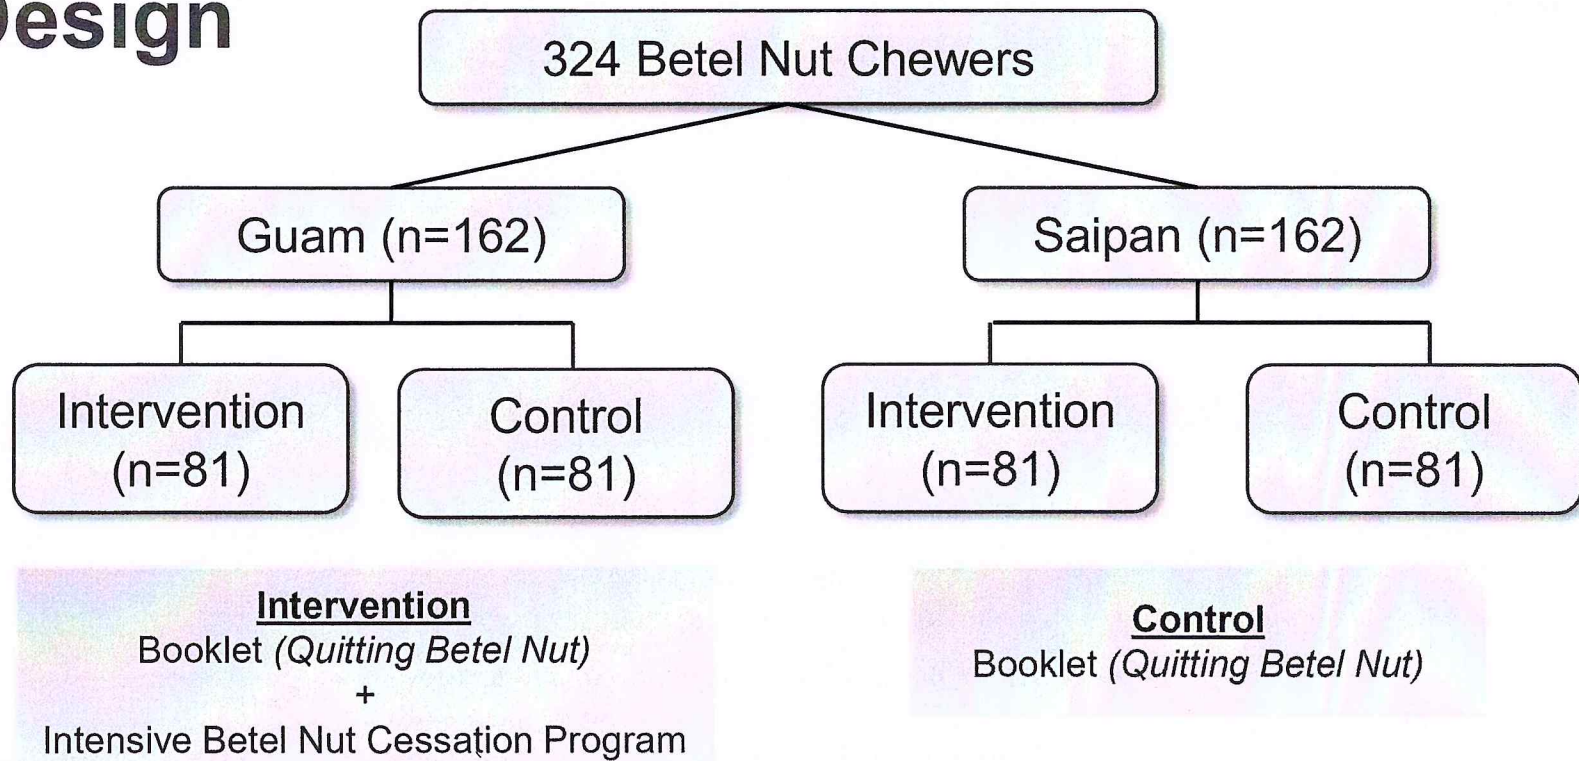 Design
324 Betel Nut Chewers
Guam (n=162)
Saipan (n=162)
Intervention
(n=81)
Control
(n=81)
Intervention
(n=81)
Control
(n=81)
Intervention
Booklet (Quitting Betel Nut)
+
Intensive Betel Nut Cessation Program
Control
Booklet (Quitting Betel Nut)